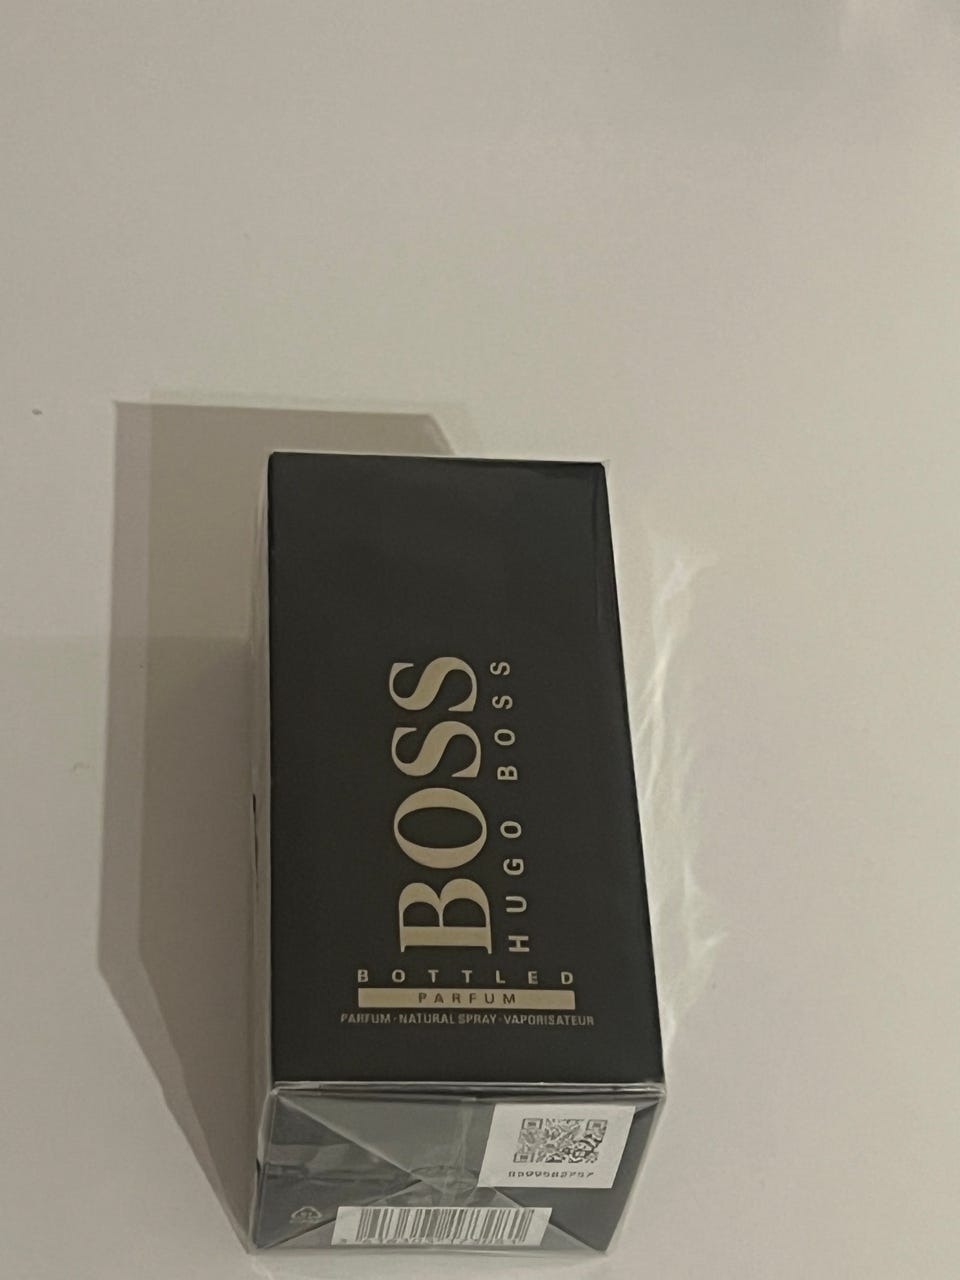 BOSS
HUGO BOSS
BOTTLED
PARFUM
PARFUM · NATURAL SPRAY · VAPORISATEUR